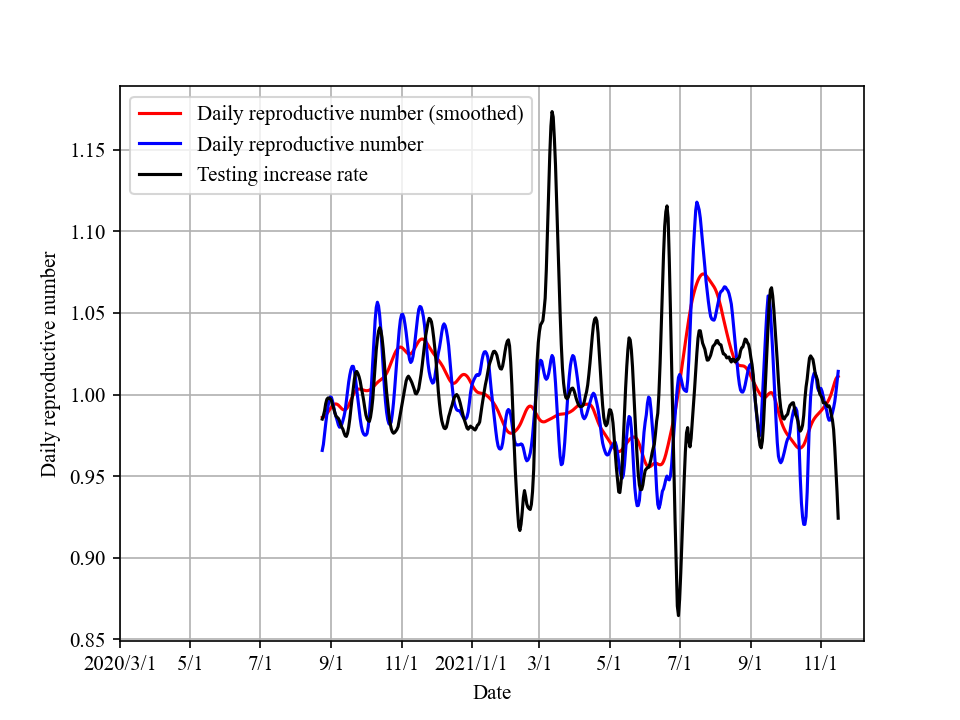 Daily reproductive number (smoothed)
Daily reproductive number
Testing increase rate
Daily reproductive number
1.15
1.10
1.05
1.00
0.95
0.90
0.85
2020/3/1 5/1 7/1 9/1 11/1 2021/1/1 3/1 5/1 7/1 9/1 11/1
Date